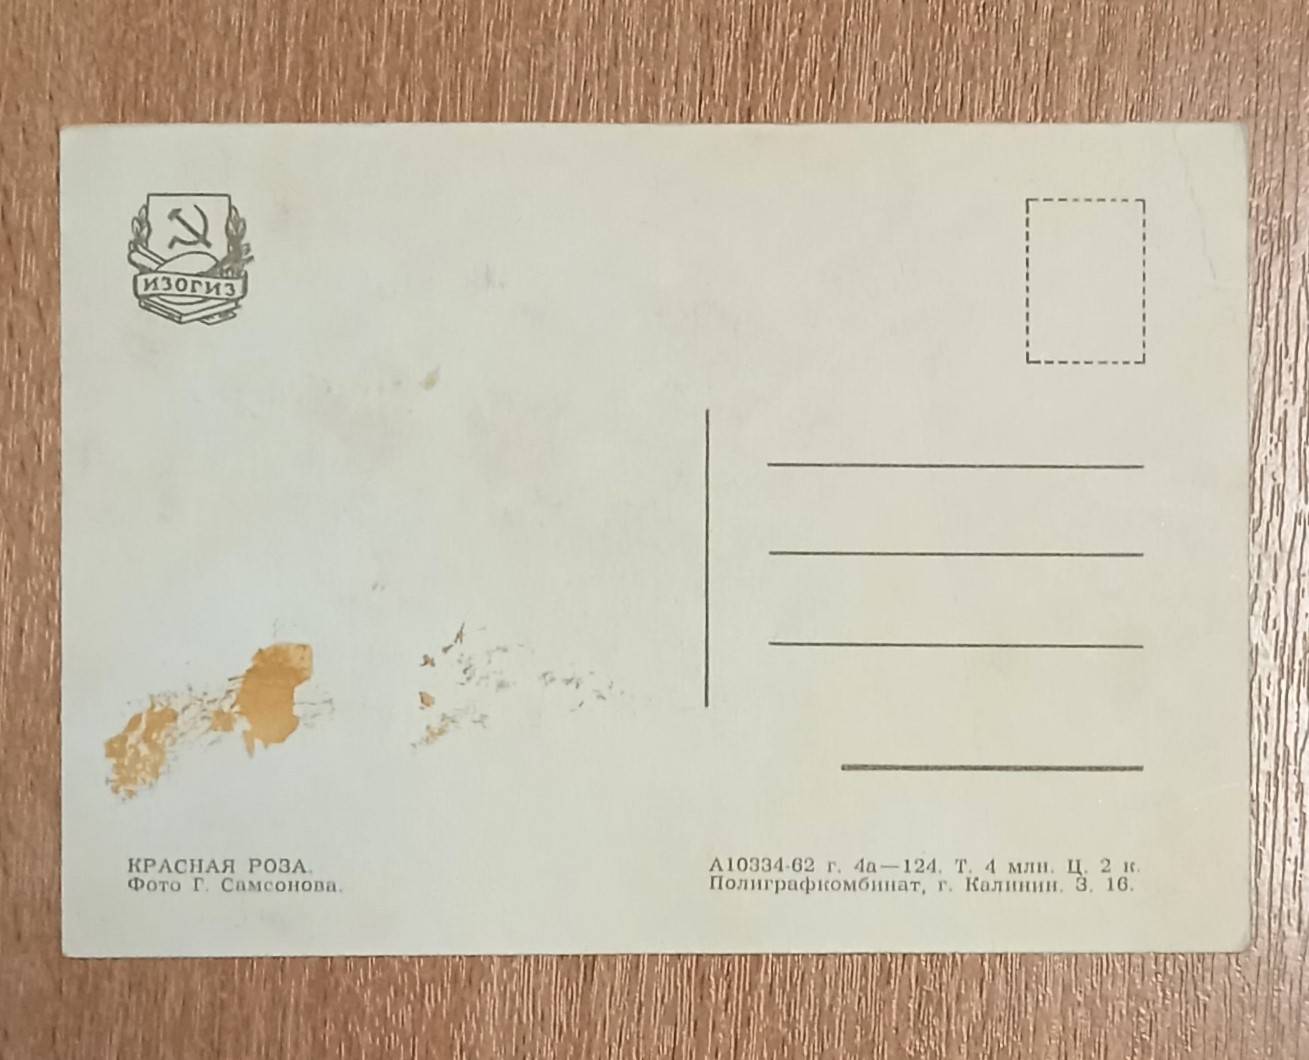 ИЗОГИЗ
КРАСНАЯ РОЗА.
Фото Г. Самсонова.
А10334-62 г. 4а—124. Т. 4 млн. Ц. 2 к.
Полиграфкомбинат, г. Калинин. З. 16.